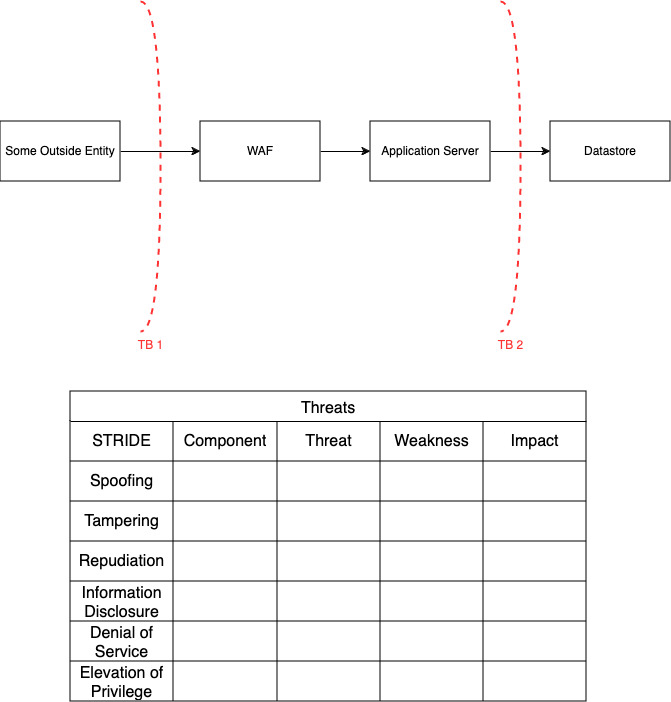 Some Outside Entity
WAF
Application Server
Datastore
TB 1
TB 2
Threats
STRIDE Component Threat Weakness Impact
Spoofing
Tampering
Repudiation
Information
Disclosure
Denial of
Service
Elevation of
Privilege